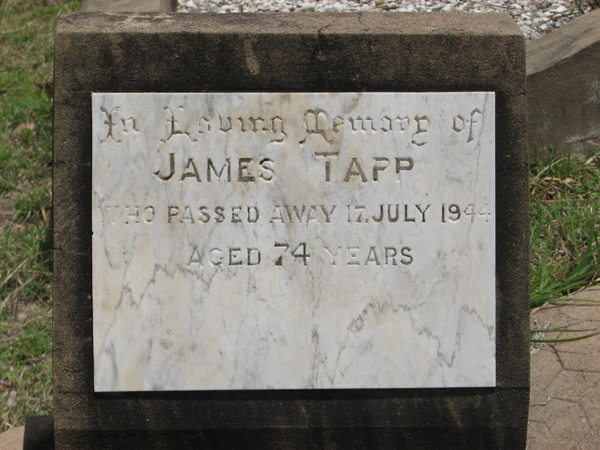 In Loving Memory of
JAMES TAPP
WHO PASSED AWAY 17. JULY 1944
AGED 74 YEARS